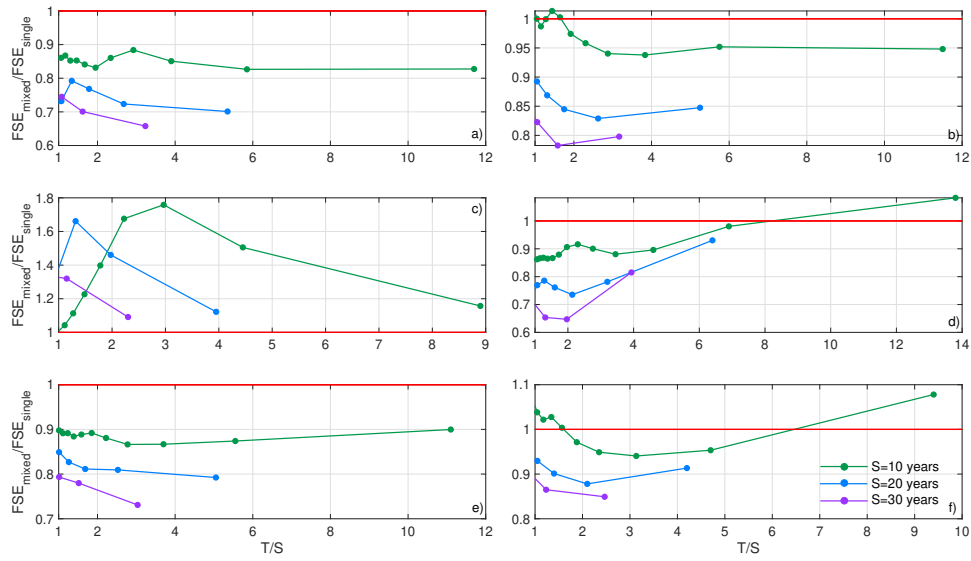 1
0.9
0.8
0.7
0.6
FSE_mixed/FSE_single
a)
1 2 4 6 8 10 12
1
0.95
0.9
0.85
0.8
b)
1 2 4 6 8 10 12
1.8
1.6
1.4
1.2
1
FSE_mixed/FSE_single
c)
1 2 3 4 5 6 7 8 9
1
0.9
0.8
0.7
0.6
d)
2 4 6 8 10 12 14
1
0.9
0.8
0.7
FSE_mixed/FSE_single
e)
1 2 4 6 8 10 12
T/S
1.1
1
0.9
0.8
S=10 years
S=20 years
S=30 years
f)
1 2 3 4 5 6 7 8 9 10
T/S